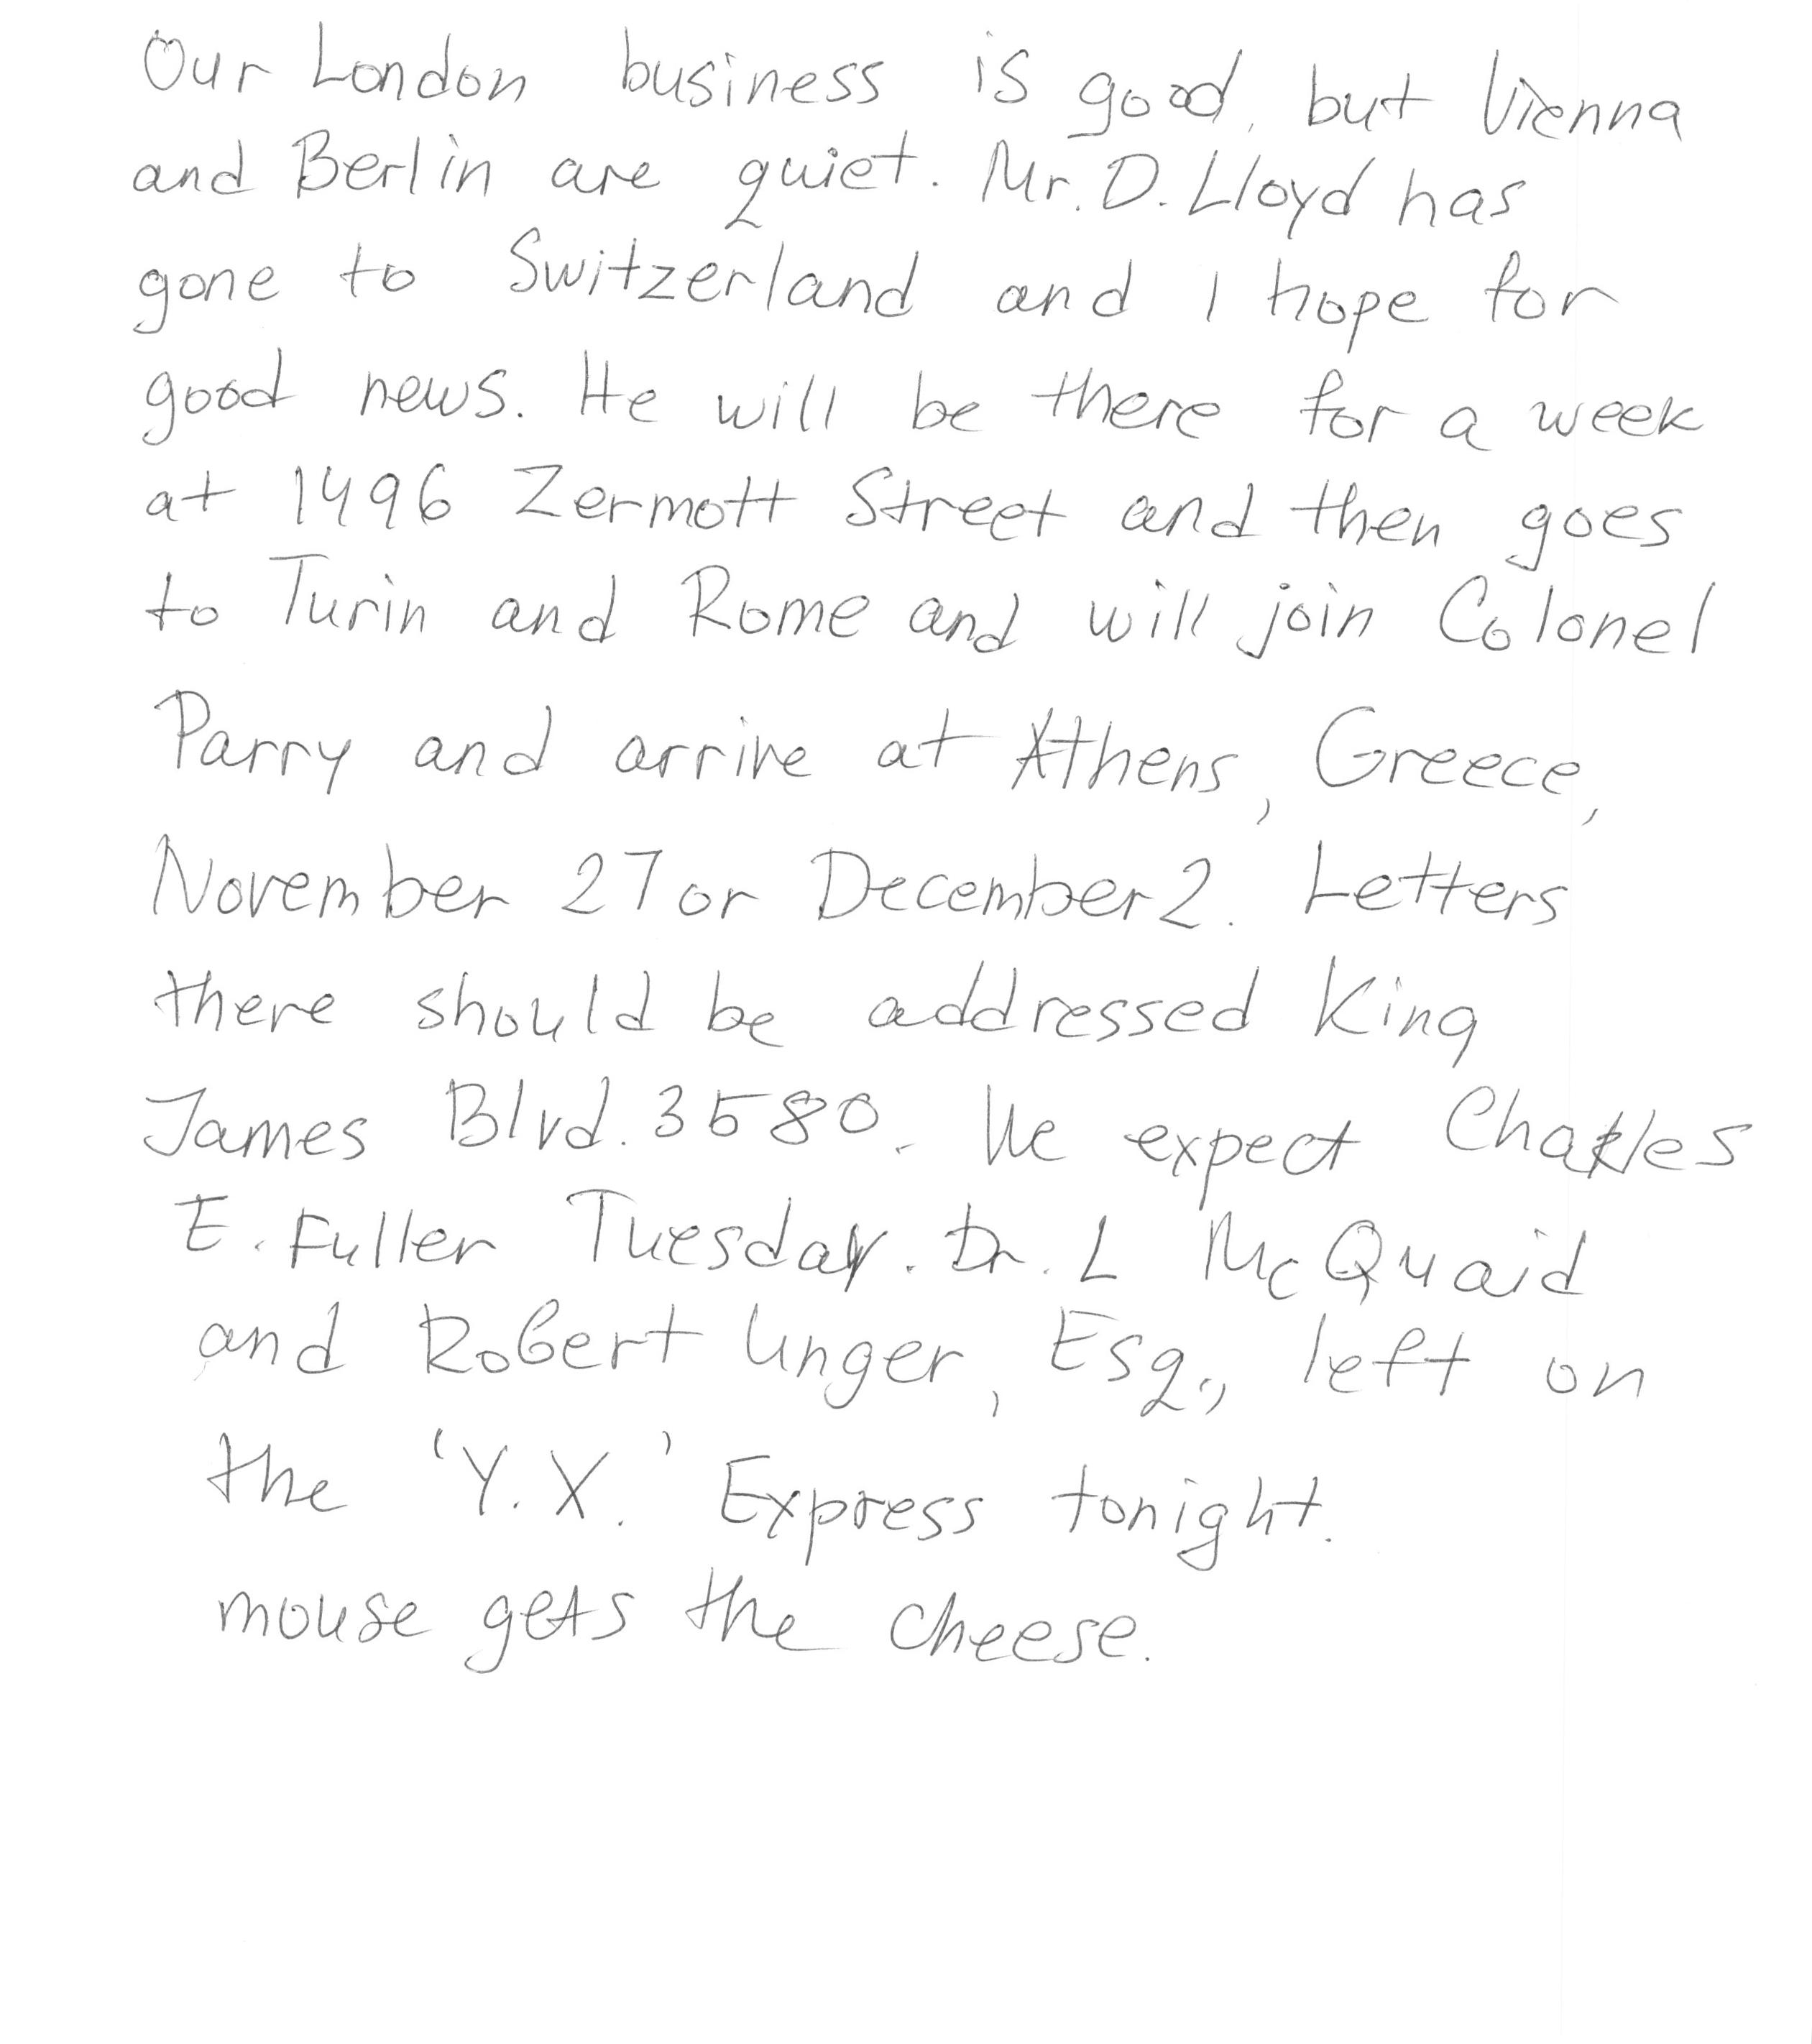 Our London business is good, but Vienna
and Berlin are quiet. Mr. D. Lloyd has
gone to Switzerland and I hope for
good news. He will be there for a week
at 1496 Zermott Street and then goes
to Turin and Rome and will join Colonel
Parry and arrive at Athens, Greece,
November 27 or December 2. Letters
there should be addressed King
James Blvd. 3580. We expect Charles
E. Fuller Tuesday. Dr. L McQuaid
and Robert Unger, Esq., left on
the 'Y.X.' Express tonight.
mouse gets the cheese.